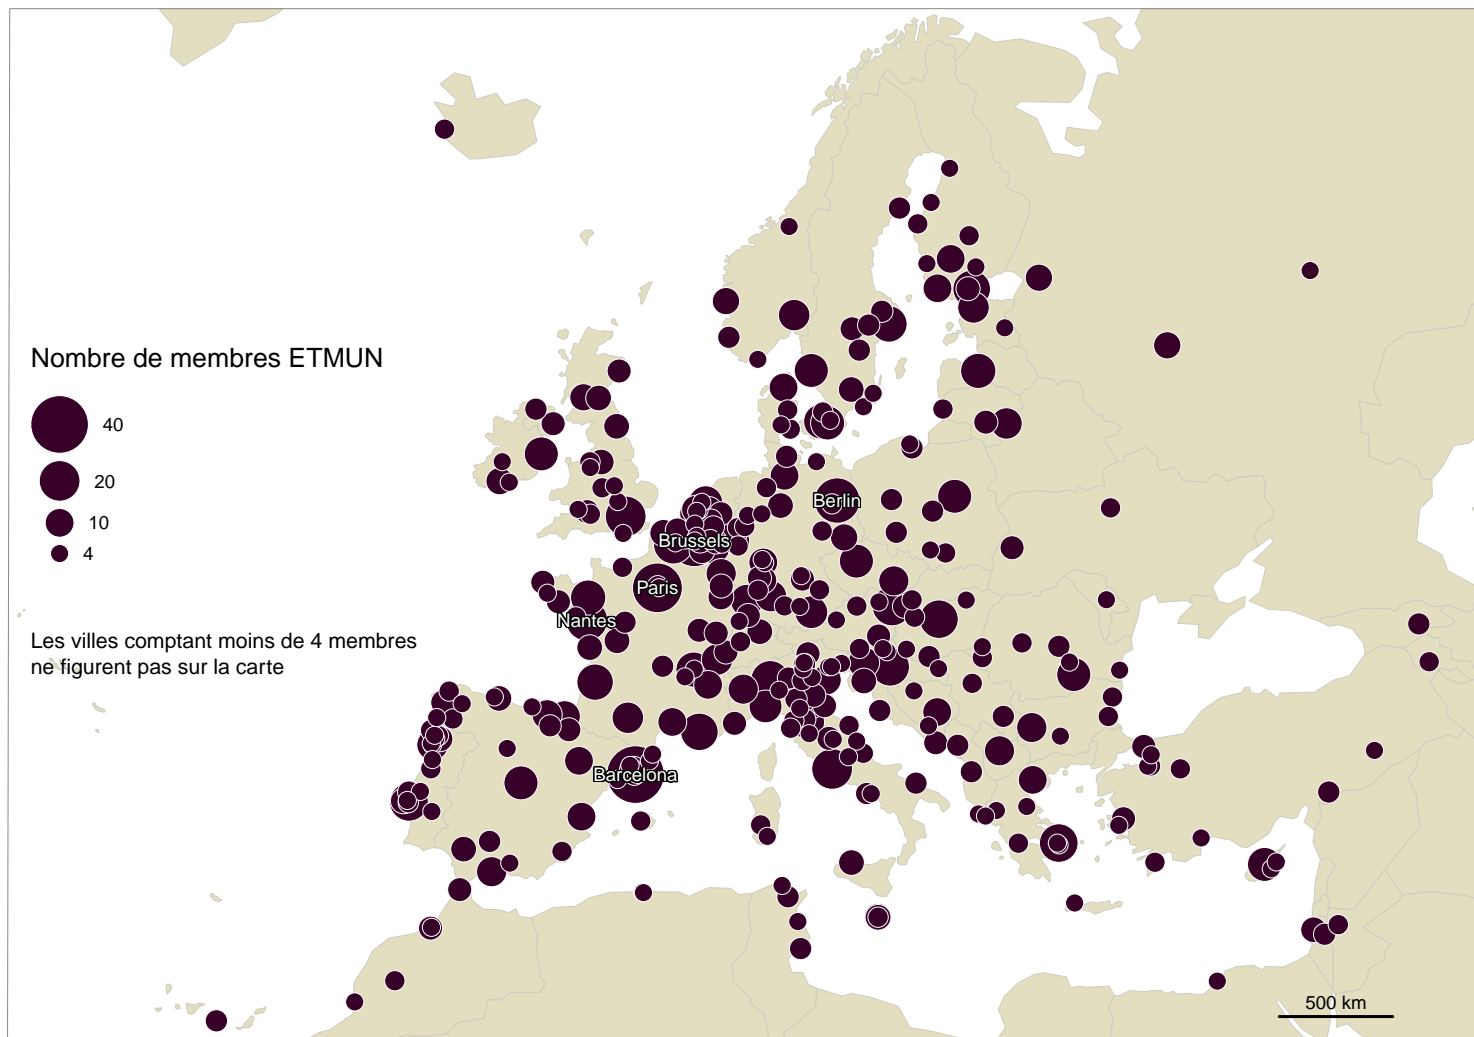 Nombre de membres ETMUN
40
20
10
4
Les villes comptant moins de 4 membres
ne figurent pas sur la carte
Berlin
Brussels
Paris
Nantes
Barcelona
500 km